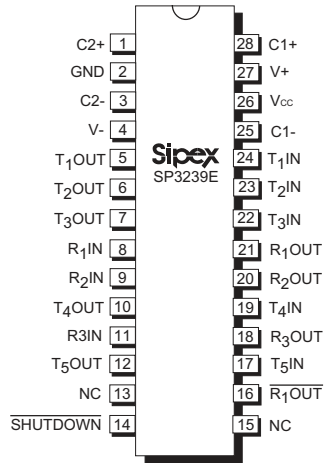 C2+ 1 28 C1+
GND 2 27 V+
C2- 3 26 Vcc
V- 4 25 C1-
Sipex
SP3239E
T1OUT 5 24 T1IN
T2OUT 6 23 T2IN
T3OUT 7 22 T3IN
R1IN 8 21 R1OUT
R2IN 9 20 R2OUT
T4OUT 10 19 T4IN
R3IN 11 18 R3OUT
T5OUT 12 17 T5IN
NC 13 16 R1OUT
SHUTDOWN 14 15 NC